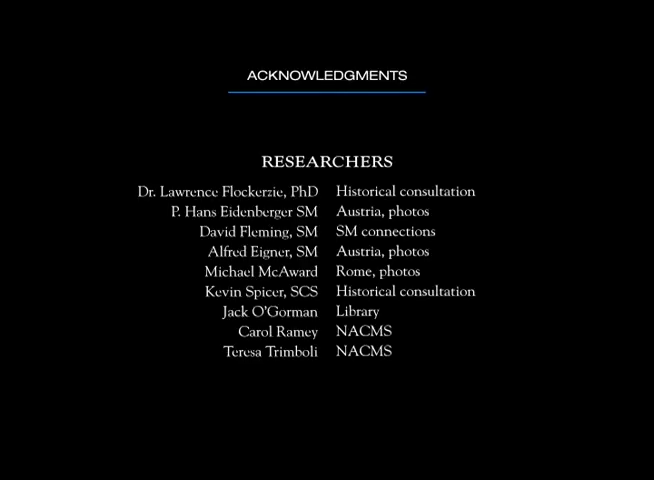 ACKNOWLEDGMENTS
RESEARCHERS
Dr. Lawrence Flockerzie, PhD Historical consultation
P. Hans Eidenberger SM Austria, photos
David Fleming, SM SM connections
Alfred Eigner, SM Austria, photos
Michael McAward Rome, photos
Kevin Spicer, SCS Historical consultation
Jack O'Gorman Library
Carol Ramey NACMS
Teresa Trimboli NACMS